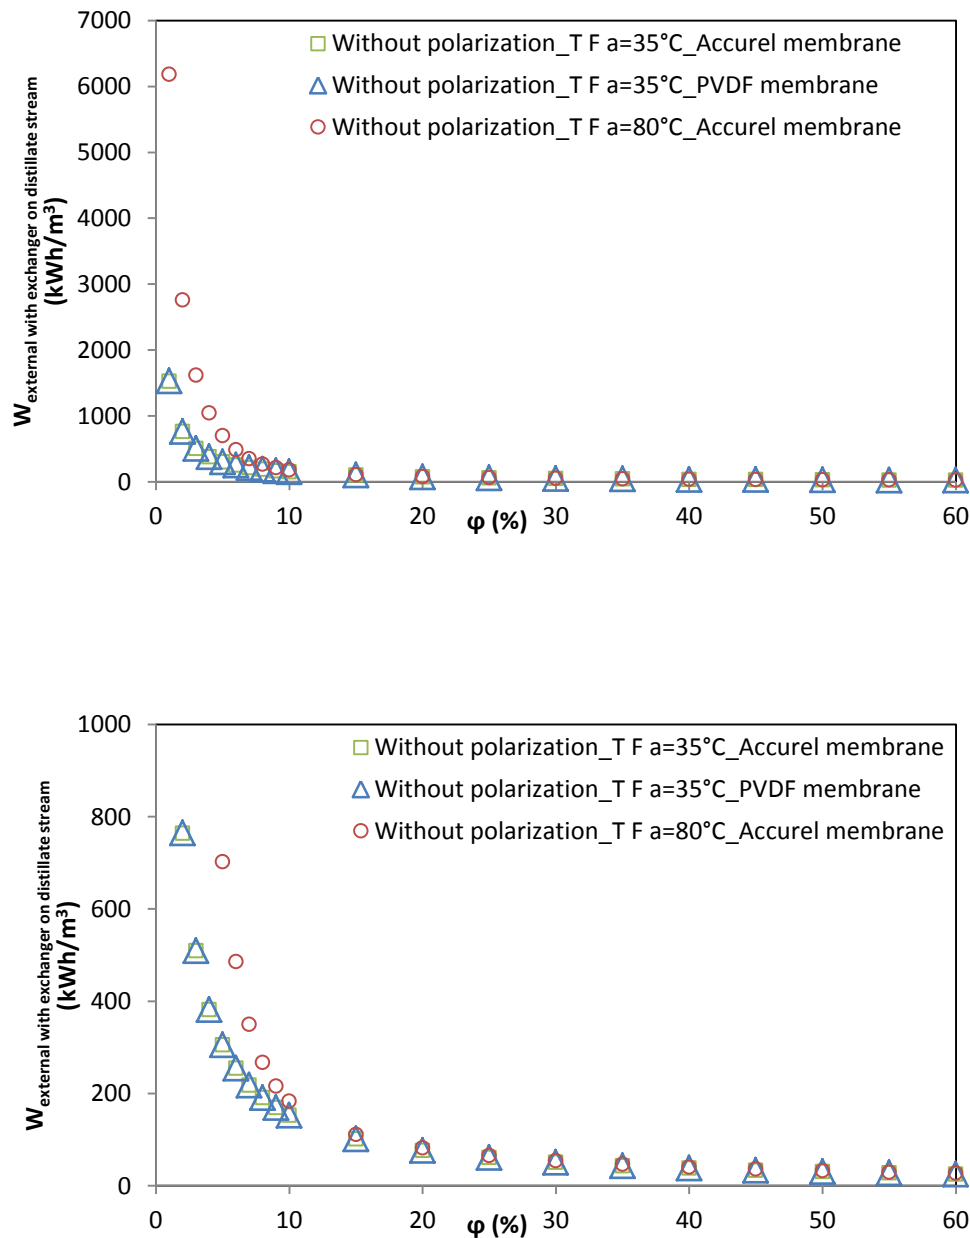 7000
6000
5000
4000
3000
2000
1000
0
W external with exchanger on distillate stream
(kWh/m³)
Without polarization_T F a=35°C_Accurel membrane
Without polarization_T F a=35°C_PVDF membrane
Without polarization_T F a=80°C_Accurel membrane
0 10 20 30 40 50 60
φ (%)
1000
800
600
400
200
0
W external with exchanger on distillate stream
(kWh/m³)
Without polarization_T F a=35°C_Accurel membrane
Without polarization_T F a=35°C_PVDF membrane
Without polarization_T F a=80°C_Accurel membrane
0 10 20 30 40 50 60
φ (%)